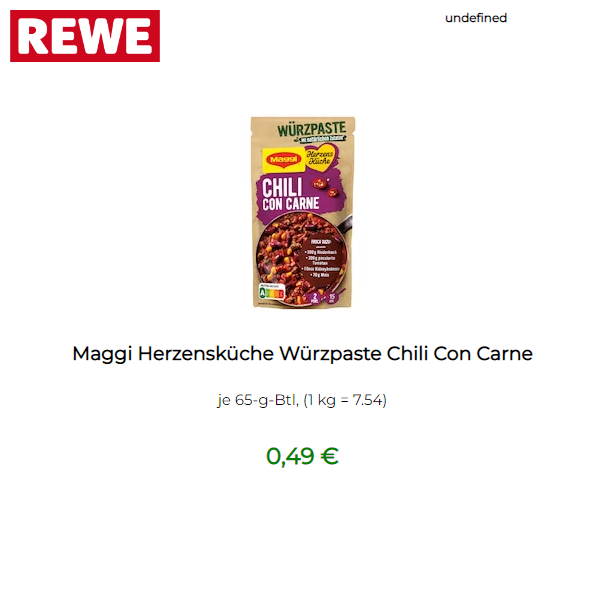 REWE
undefined
WÜRZPASTE
Maggi
Herzens
Küche
CHILI
CON CARNE
FRISCH DAZU:
Maggi Herzensküche Würzpaste Chili Con Carne
je 65-g-Btl, (1 kg = 7.54)
0,49 €